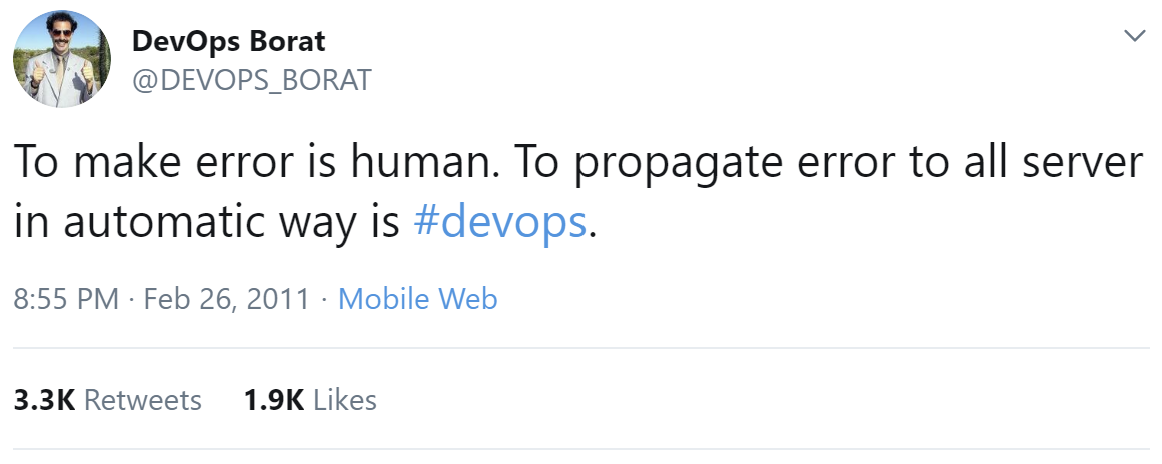 DevOps Borat
@DEVOPS_BORAT
To make error is human. To propagate error to all server
in automatic way is #devops.
8:55 PM · Feb 26, 2011 · Mobile Web
3.3K Retweets 1.9K Likes